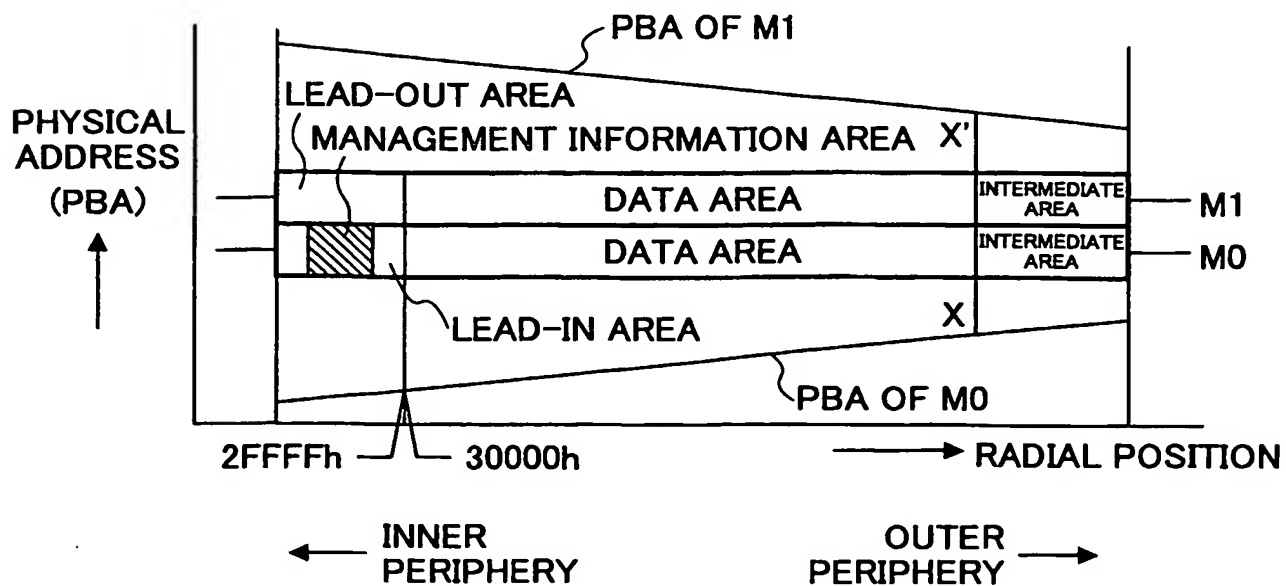 PBA OF M1
LEAD-OUT AREA
PHYSICAL
ADDRESS
(PBA)
MANAGEMENT INFORMATION AREA
X'
DATA AREA
INTERMEDIATE
AREA
M1
DATA AREA
INTERMEDIATE
AREA
M0
LEAD-IN AREA
X
PBA OF M0
2FFFFh
30000h
RADIAL POSITION
INNER
PERIPHERY
OUTER
PERIPHERY